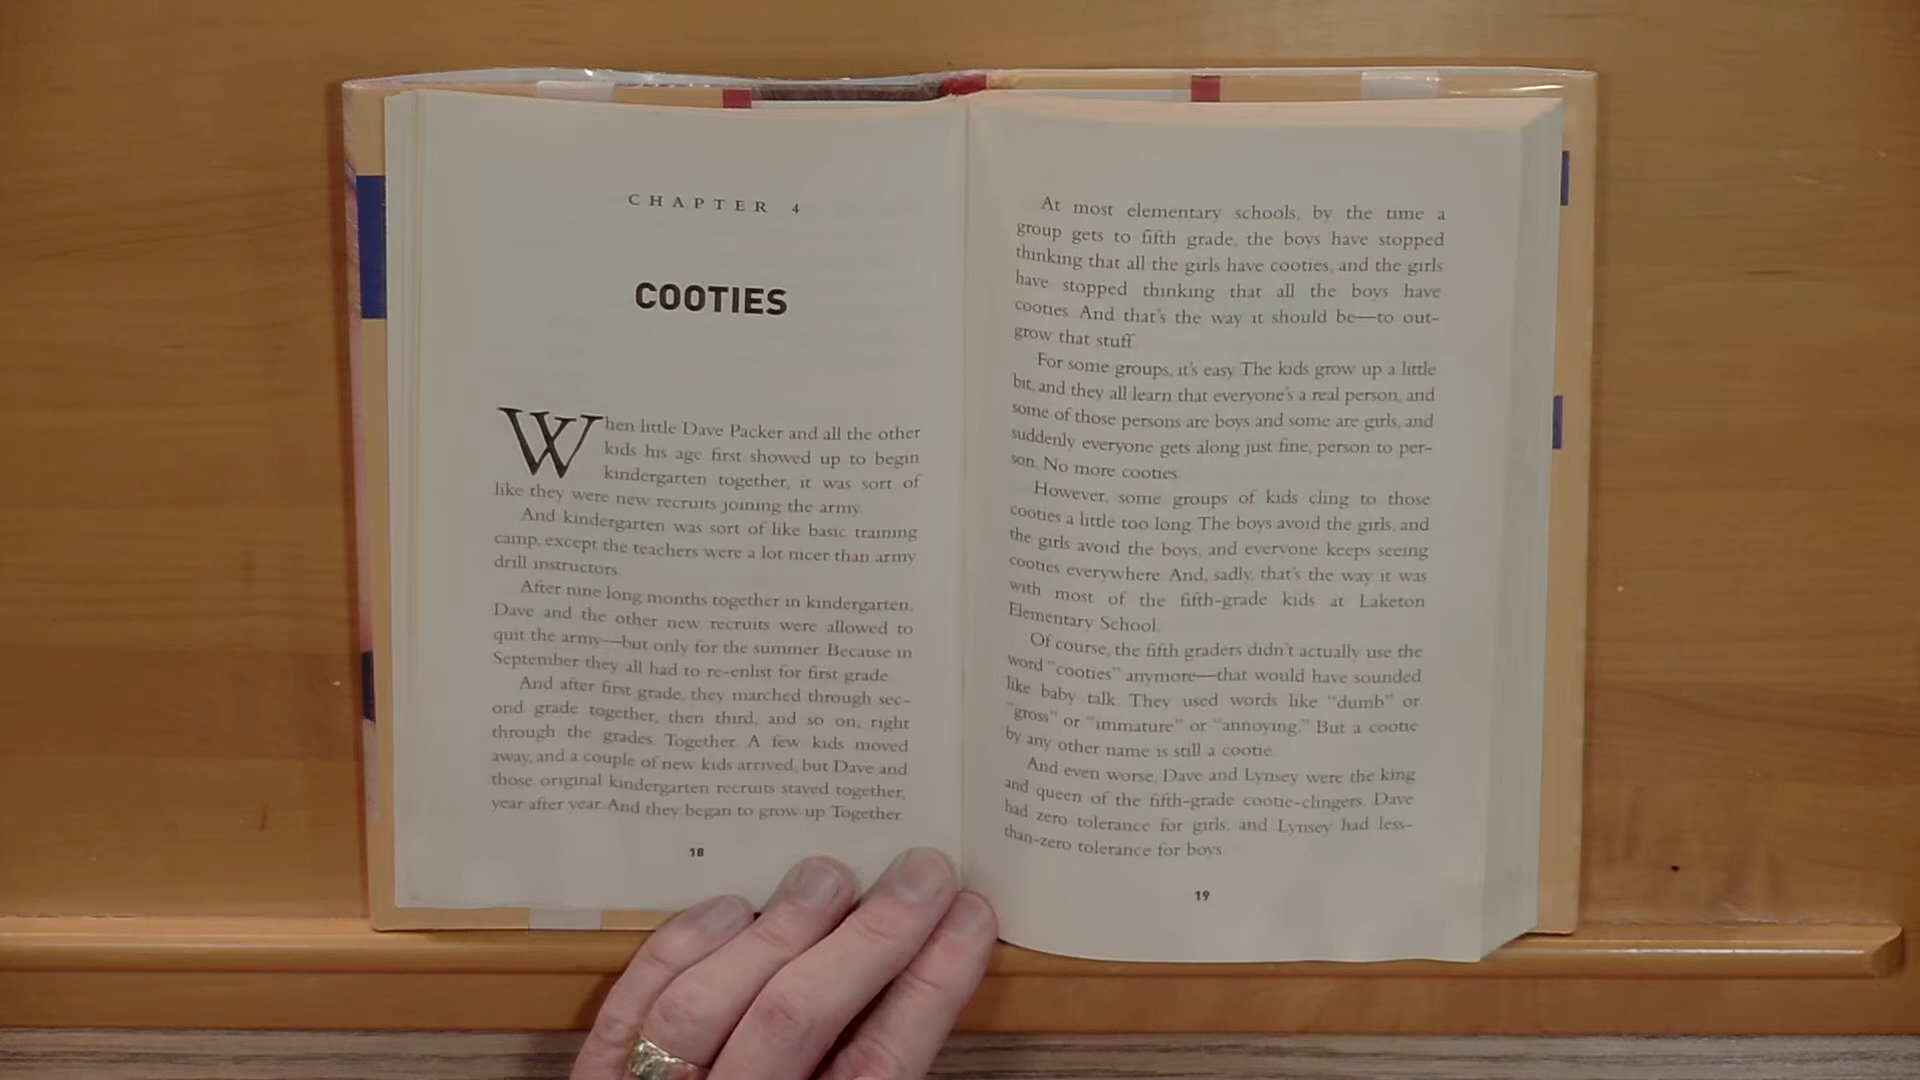 CHAPTER 4
COOTIES
When little Dave Packer and all the other
kids his age first showed up to begin
kindergarten together, it was sort of
like they were new recruits joining the army.
And kindergarten was sort of like basic training
camp, except the teachers were a lot nicer than army
drill instructors.
After nine long months together in kindergarten,
Dave and the other new recruits were allowed to
quit the army—but only for the summer. Because in
September they all had to re-enlist for first grade.
And after first grade, they marched through sec-
ond grade together, then third, and so on, right
through the grades. Together. A few kids moved
away, and a couple of new kids arrived, but Dave and
those original kindergarten recruits stayed together,
year after year. And they began to grow up. Together.
18
At most elementary schools, by the time a
group gets to fifth grade, the boys have stopped
thinking that all the girls have cooties, and the girls
have stopped thinking that all the boys have
cooties. And that's the way it should be—to out-
grow that stuff.
For some groups, it's easy. The kids grow up a little
bit, and they all learn that everyone's a real person, and
some of those persons are boys and some are girls, and
suddenly everyone gets along just fine, person to per-
son. No more cooties.
However, some groups of kids cling to those
cooties a little too long. The boys avoid the girls, and
the girls avoid the boys, and everyone keeps seeing
cooties everywhere. And, sadly, that's the way it was
with most of the fifth-grade kids at Laketon
Elementary School.
Of course, the fifth graders didn't actually use the
word "cooties" anymore—that would have sounded
like baby talk. They used words like "dumb" or
"gross" or "immature" or "annoying." But a cootie
by any other name is still a cootie.
And even worse, Dave and Lynsey were the king
and queen of the fifth-grade cootie-clingers. Dave
had zero tolerance for girls, and Lynsey had less-
than-zero tolerance for boys.
19